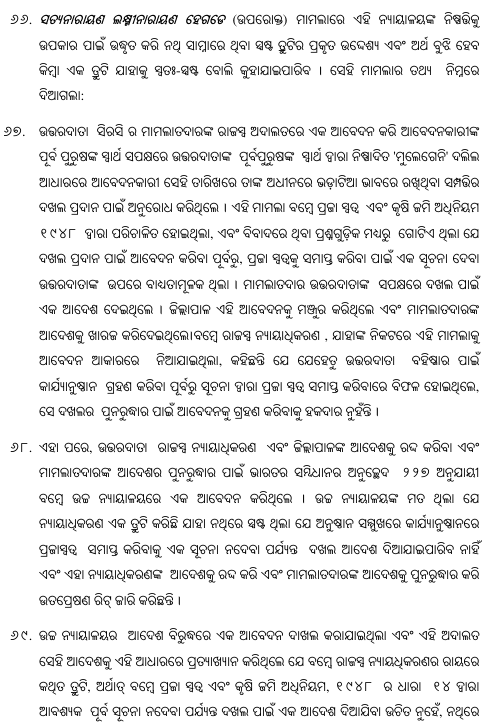 ୬୬. ସତ୍ୟନାରାୟଣ ଲକ୍ଷ୍ମୀନାରାୟଣ ହେଗଡେ (ଉପରୋକ୍ତ) ମାମଲାରେ ଏହି ନ୍ୟାୟାଳୟଙ୍କ ନିଷ୍ପତ୍ତିକୁ
ଉପକାର ପାଇଁ ଉଦ୍ଧୃତ କରି ନଥି ସାମ୍ନାରେ ଥିବା ସ୍ପଷ୍ଟ ତ୍ରୁଟିର ପ୍ରକୃତ ଉଦ୍ଦେଶ୍ୟ ଏବଂ ଅର୍ଥ ବୁଝି ହେବ
କିମ୍ବା ଏକ ତ୍ରୁଟି ଯାହାକୁ ସ୍ୱତଃ-ସ୍ପଷ୍ଟ ବୋଲି କୁହାଯାଇପାରିବ । ସେହି ମାମଲାର ତଥ୍ୟ ନିମ୍ନରେ
ଦିଆଗଲା:
୬୭. ଉତ୍ତରଦାତା ସିରସି ର ମାମଲାତଦାରଙ୍କ ରାଜସ୍ୱ ଅଦାଲତରେ ଏକ ଆବେଦନ କରି ଆବେଦନକାରୀଙ୍କ
ପୂର୍ବ ପୁରୁଷଙ୍କ ସ୍ୱାର୍ଥ ସପକ୍ଷରେ ଉତ୍ତରଦାତାଙ୍କ ପୂର୍ବପୁରୁଷଙ୍କ ସ୍ୱାର୍ଥ ଦ୍ୱାରା ନିଷ୍ପାଦିତ 'ମୁଲେଗେନି' ଦଲିଲ
ଆଧାରରେ ଆବେଦନକାରୀ ସେହି ତାରିଖରେ ତାଙ୍କ ଅଧୀନରେ ଭଡ଼ାଟିଆ ଭାବରେ ରଖିଥିବା ସମ୍ପତ୍ତିର
ଦଖଲ ପ୍ରଦାନ ପାଇଁ ଅନୁରୋଧ କରିଥିଲେ । ଏହି ମାମଲା ବମ୍ବେ ପ୍ରଜା ସ୍ୱତ୍ୱ ଏବଂ କୃଷି ଜମି ଅଧିନିୟମ
୧୯୪୮ ଦ୍ୱାରା ପରିଚାଳିତ ହୋଇଥିଲା, ଏବଂ ବିବାଦରେ ଥିବା ପ୍ରଶ୍ନଗୁଡ଼ିକ ମଧ୍ୟରୁ ଗୋଟିଏ ଥିଲା ଯେ
ଦଖଲ ପ୍ରଦାନ ପାଇଁ ଆବେଦନ କରିବା ପୂର୍ବରୁ, ପ୍ରଜା ସ୍ୱତ୍ୱକୁ ସମାପ୍ତ କରିବା ପାଇଁ ଏକ ସୂଚନା ଦେବା
ଉତ୍ତରଦାତାଙ୍କ ଉପରେ ବାଧ୍ୟତାମୂଳକ ଥିଲା । ମାମଲାତଦାର ଉତ୍ତରଦାତାଙ୍କ ସପକ୍ଷରେ ଦଖଲ ପାଇଁ
ଏକ ଆଦେଶ ଦେଇଥିଲେ । ଜିଲ୍ଲାପାଳ ଏହି ଆବେଦନକୁ ମଞ୍ଜୁର କରିଥିଲେ ଏବଂ ମାମଲାତଦାରଙ୍କ
ଆଦେଶକୁ ଖାରଜ କରିଦେଇଥିଲେ।ବମ୍ବେ ରାଜସ୍ୱ ନ୍ୟାୟାଧିକରଣ , ଯାହାଙ୍କ ନିକଟରେ ଏହି ମାମଲାକୁ
ଆବେଦନ ଆକାରରେ ନିଆଯାଇଥିଲା, କହିଛନ୍ତି ଯେ ଯେହେତୁ ଉତ୍ତରଦାତା ବହିଷ୍କାର ପାଇଁ
କାର୍ଯ୍ୟାନୁଷ୍ଠାନ ଗ୍ରହଣ କରିବା ପୂର୍ବରୁ ସୂଚନା ଦ୍ୱାରା ପ୍ରଜା ସ୍ୱତ୍ୱ ସମାପ୍ତ କରିବାରେ ବିଫଳ ହୋଇଥିଲେ,
ସେ ଦଖଲର ପୁନରୁଦ୍ଧାର ପାଇଁ ଆବେଦନକୁ ଗ୍ରହଣ କରିବାକୁ ହକଦାର ନୁହଁନ୍ତି ।
୬୮. ଏହା ପରେ, ଉତ୍ତରଦାତା ରାଜସ୍ୱ ନ୍ୟାୟାଧିକରଣ ଏବଂ ଜିଲ୍ଲାପାଳଙ୍କ ଆଦେଶକୁ ରଦ୍ଦ କରିବା ଏବଂ
ମାମଲାତଦାରଙ୍କ ଆଦେଶର ପୁନରୁଦ୍ଧାର ପାଇଁ ଭାରତର ସମ୍ବିଧାନର ଅନୁଚ୍ଛେଦ ୨୨୭ ଅନୁଯାୟୀ
ବମ୍ବେ ଉଚ୍ଚ ନ୍ୟାୟାଳୟରେ ଏକ ଆବେଦନ କରିଥିଲେ । ଉଚ୍ଚ ନ୍ୟାୟାଳୟଙ୍କ ମତ ଥିଲା ଯେ
ନ୍ୟାୟାଧିକରଣ ଏକ ତ୍ରୁଟି କରିଛି ଯାହା ନଥିରେ ସ୍ପଷ୍ଟ ଥିଲା ଯେ ଅନୁଷ୍ଠାନ ସମ୍ମୁଖରେ କାର୍ଯ୍ୟାନୁଷ୍ଠାନରେ
ପ୍ରଜାସ୍ୱତ୍ୱ ସମାପ୍ତ କରିବାକୁ ଏକ ସୂଚନା ନଦେବା ପର୍ଯ୍ୟନ୍ତ ଦଖଲ ଆଦେଶ ଦିଆଯାଇପାରିବ ନାହିଁ
ଏବଂ ଏହା ନ୍ୟାୟାଧିକରଣଙ୍କ ଆଦେଶକୁ ରଦ୍ଦ କରି ଏବଂ ମାମଲାତଦାରଙ୍କ ଆଦେଶକୁ ପୁନରୁଦ୍ଧାର କରି
ଉତପ୍ରେଷଣ ରିଟ୍ ଜାରି କରିଛନ୍ତି ।
୬୯. ଉଚ୍ଚ ନ୍ୟାୟାଳୟର ଆଦେଶ ବିରୁଦ୍ଧରେ ଏକ ଆବେଦନ ଦାଖଲ କରାଯାଇଥିଲା ଏବଂ ଏହି ଅଦାଲତ
ସେହି ଆଦେଶକୁ ଏହି ଆଧାରରେ ପ୍ରତ୍ୟାଖ୍ୟାନ କରିଥିଲେ ଯେ ବମ୍ବେ ରାଜସ୍ୱ ନ୍ୟାୟଧିକରଣର ରାୟରେ
କଥିତ ତ୍ରୁଟି, ଅର୍ଥାତ୍ ବମ୍ବେ ପ୍ରଜା ସ୍ୱତ୍ୱ ଏବଂ କୃଷି ଜମି ଅଧିନିୟମ, ୧୯୪୮ ର ଧାରା ୧୪ ଦ୍ୱାରା
ଆବଶ୍ୟକ ପୂର୍ବ ସୂଚନା ନଦେବା ପର୍ଯ୍ୟନ୍ତ ଦଖଲ ପାଇଁ ଏକ ଆଦେଶ ଦିଆଯିବା ଉଚିତ ନୁହେଁ, ନଥିରେ